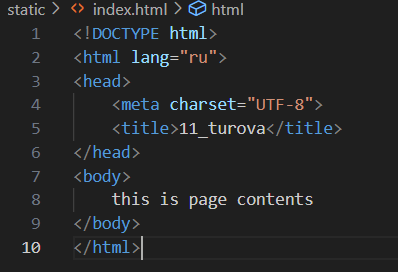 static > index.html > html
1 <!DOCTYPE html>
2 <html lang="ru">
3 <head>
4     <meta charset="UTF-8">
5     <title>11_turova</title>
6 </head>
7 <body>
8     this is page contents
9 </body>
10 </html>